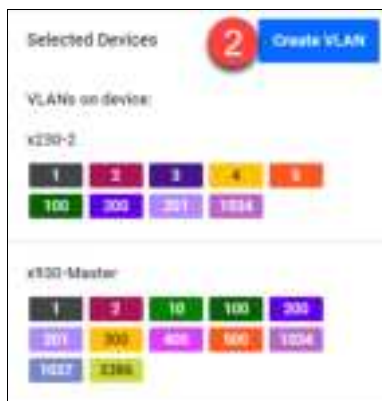 Selected Devices 2 Create VLAN
VLANs on device:
x230-2
1 2 3 4 5
100 200 201 1034
x930-Master
1 2 10 100 200
201 300 400 500 1034
1037